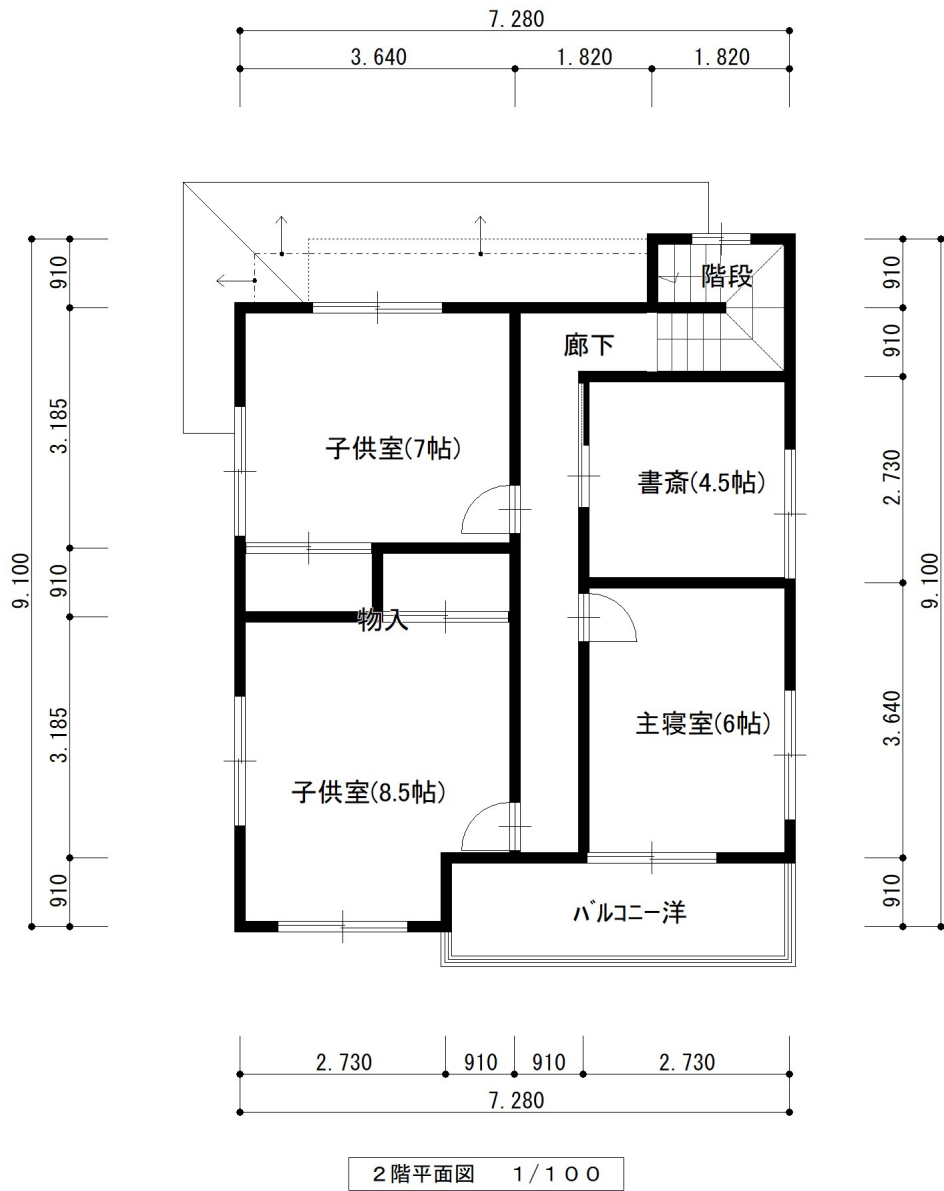 7.280
3.640 1.820 1.820
910 910
階段
910 910
廊下
3.185
子供室(7帖)
書斎(4.5帖)
2.730
9.100 9.100
910
物入
主寝室(6帖)
3.640
3.185
子供室(8.5帖)
910 910
バルコニー洋
2.730 910 910 2.730
7.280
2階平面図 1/100